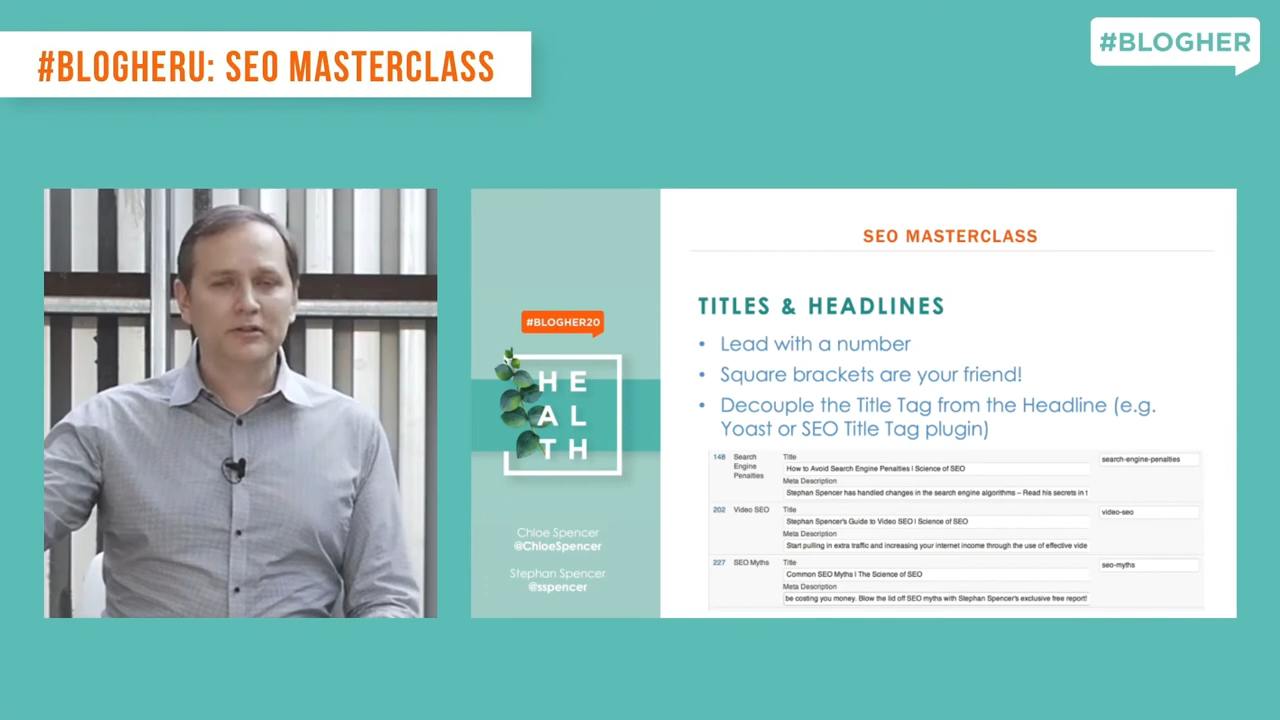 #BLOGHERU: SEO MASTERCLASS
#BLOGHER
#BLOGHER20
HE
AL
TH
Chloe Spencer
@ChloeSpencer
Stephan Spencer
@sspencer
SEO MASTERCLASS
TITLES & HEADLINES
• Lead with a number
• Square brackets are your friend!
• Decouple the Title Tag from the Headline (e.g.
Yoast or SEO Title Tag plugin)
148 Search Engine Penalties
Title
How to Avoid Search Engine Penalties | Science of SEO
search-engine-penalties
Meta Description
Stephan Spencer has handled changes in the search engine algorithms – Read his secrets in t
202 Video SEO
Title
Stephan Spencer's Guide to Video SEO | Science of SEO
video-seo
Meta Description
Start pulling in extra traffic and increasing your internet income through the use of effective vide
227 SEO Myths
Title
Common SEO Myths | The Science of SEO
seo-myths
Meta Description
be costing you money. Blow the lid off SEO myths with Stephan Spencer's exclusive free report!